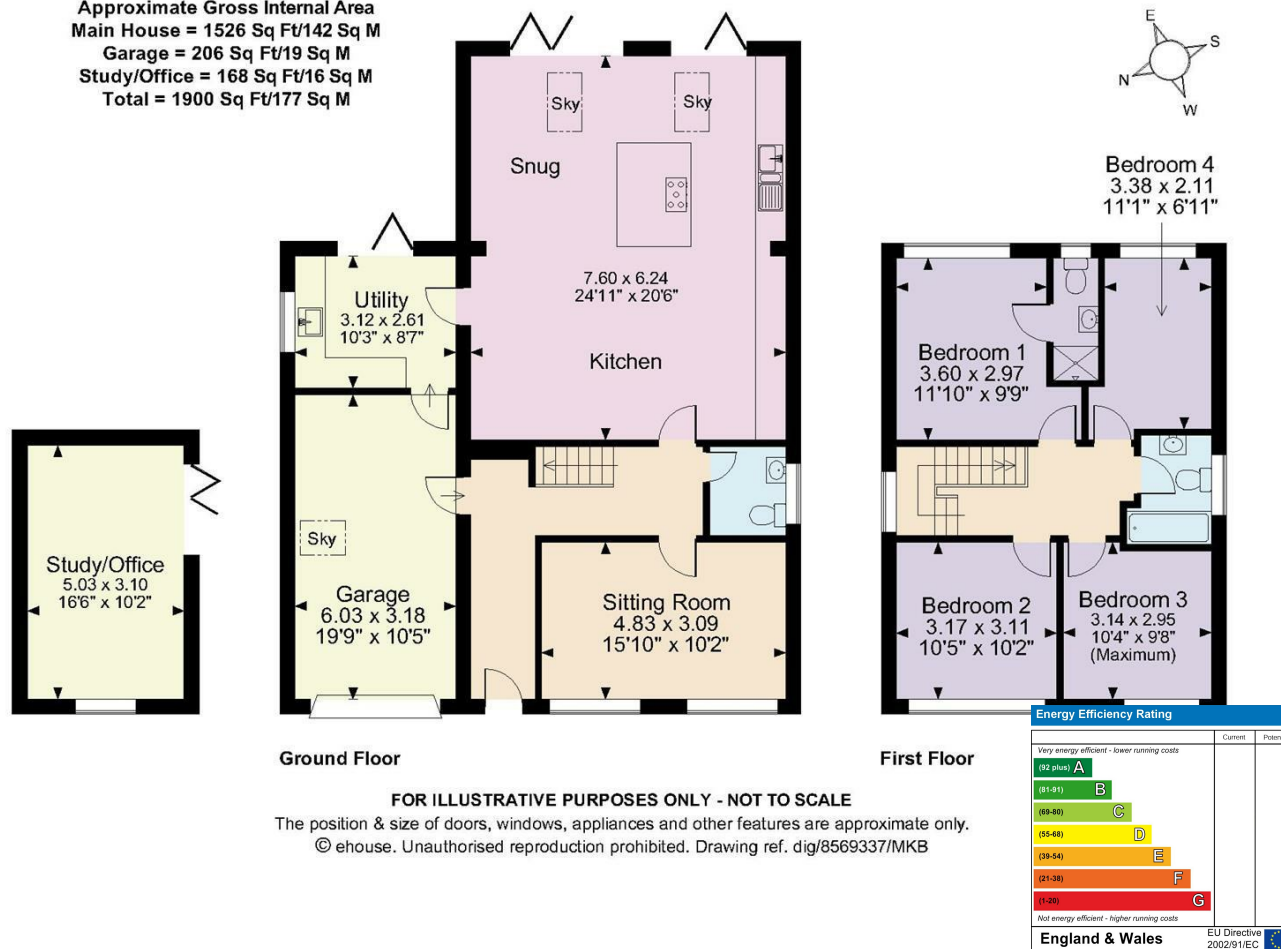 Approximate Gross Internal Area
Main House = 1526 Sq Ft/142 Sq M
Garage = 206 Sq Ft/19 Sq M
Study/Office = 168 Sq Ft/16 Sq M
Total = 1900 Sq Ft/177 Sq M
E
S
N
W
Sky
Sky
Snug
7.60 x 6.24
24'11" x 20'6"
Kitchen
Utility
3.12 x 2.61
10'3" x 8'7"
Bedroom 4
3.38 x 2.11
11'1" x 6'11"
Bedroom 1
3.60 x 2.97
11'10" x 9'9"
Study/Office
5.03 x 3.10
16'6" x 10'2"
Sky
Garage
6.03 x 3.18
19'9" x 10'5"
Sitting Room
4.83 x 3.09
15'10" x 10'2"
Bedroom 2
3.17 x 3.11
10'5" x 10'2"
Bedroom 3
3.14 x 2.95
10'4" x 9'8"
(Maximum)
Ground Floor
First Floor
FOR ILLUSTRATIVE PURPOSES ONLY - NOT TO SCALE
The position & size of doors, windows, appliances and other features are approximate only.
© ehouse. Unauthorised reproduction prohibited. Drawing ref. dig/8569337/MKB
Energy Efficiency Rating
Current Poten
Very energy efficient - lower running costs
(92 plus) A
(81-91) B
(69-80) C
(55-68) D
(39-54) E
(21-38) F
(1-20) G
Not energy efficient - higher running costs
England & Wales
EU Directive
2002/91/EC